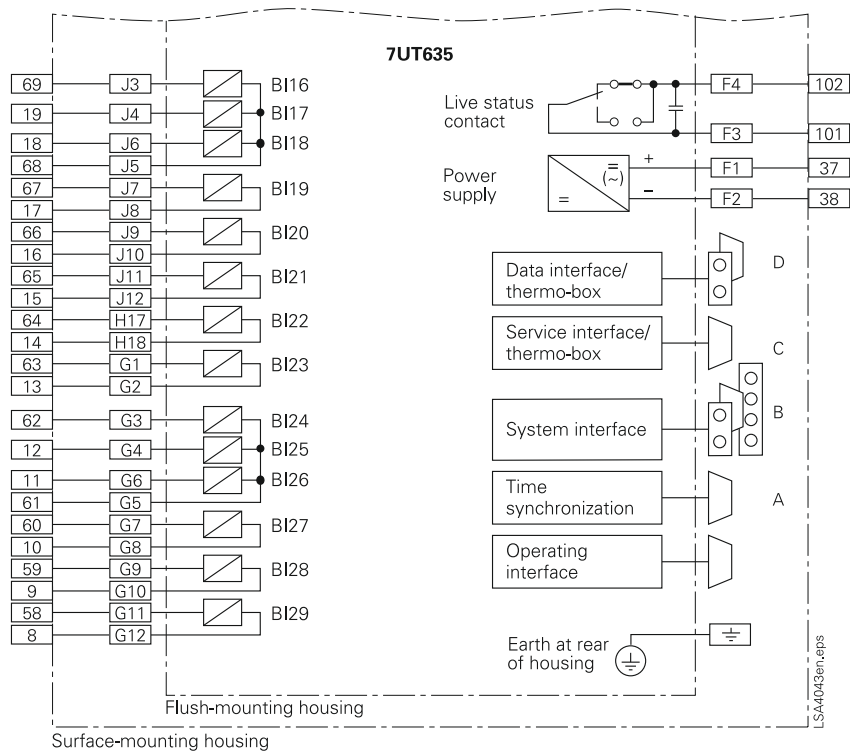 7UT635
69 J3 BI16
19 J4 BI17
18 J6 BI18
68 J5
67 J7 BI19
17 J8
66 J9 BI20
16 J10
65 J11 BI21
15 J12
64 H17 BI22
14 H18
63 G1 BI23
13 G2
62 G3 BI24
12 G4 BI25
11 G6 BI26
61 G5
60 G7 BI27
10 G8
59 G9 BI28
9 G10
58 G11 BI29
8 G12
Live status
contact
F4 102
F3 101
Power
supply
= (~) = + −
F1 37
F2 38
Data interface/
thermo-box
D
Service interface/
thermo-box
C
System interface
B
Time
synchronization
A
Operating
interface
Earth at rear
of housing
Flush-mounting housing
Surface-mounting housing
LSA4043en.eps